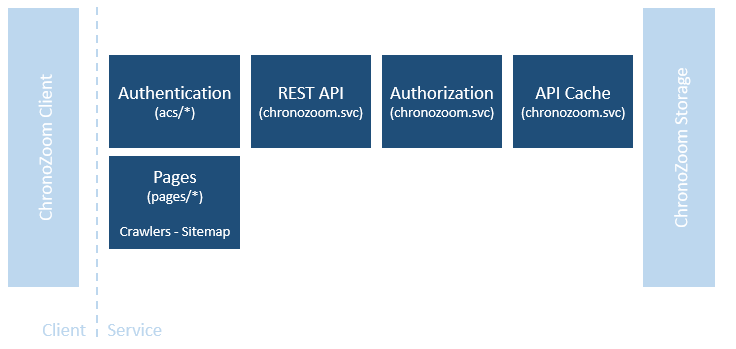 ChronoZoom Client
Authentication
(acs/*)
REST API
(chronozoom.svc)
Authorization
(chronozoom.svc)
API Cache
(chronozoom.svc)
ChronoZoom Storage
Pages
(pages/*)
Crawlers - Sitemap
Client
Service